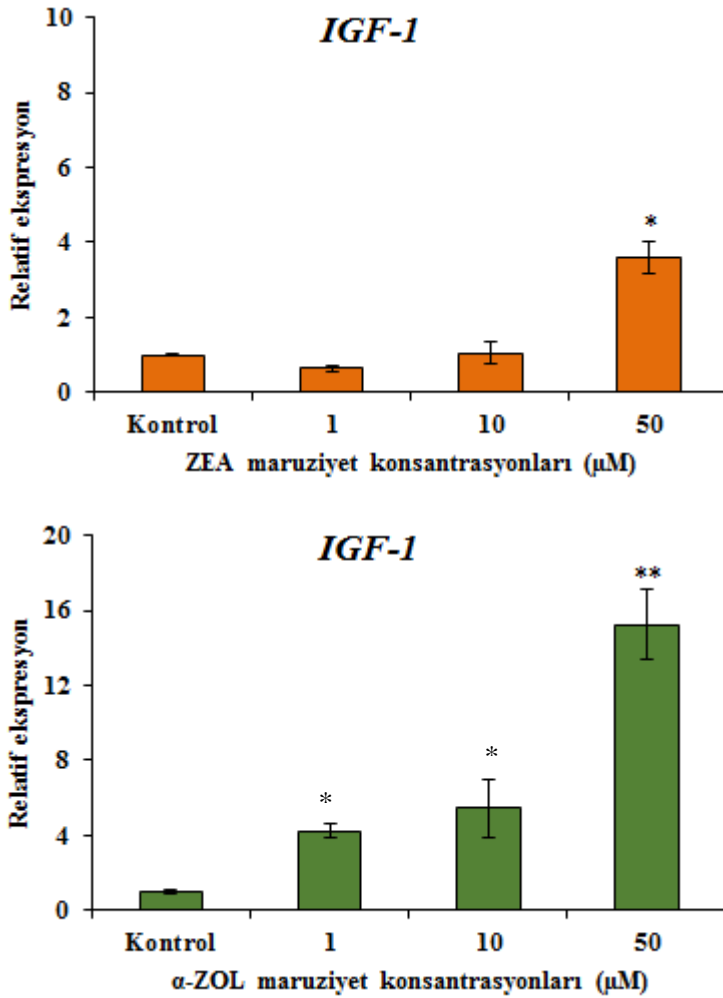 IGF-1
10
8
6
4
2
0
Relatif ekspresyon
*
Kontrol 1 10 50
ZEA maruziyet konsantrasyonları (µM)
IGF-1
20
16
12
8
4
0
Relatif ekspresyon
* * **
Kontrol 1 10 50
α-ZOL maruziyet konsantrasyonları (µM)